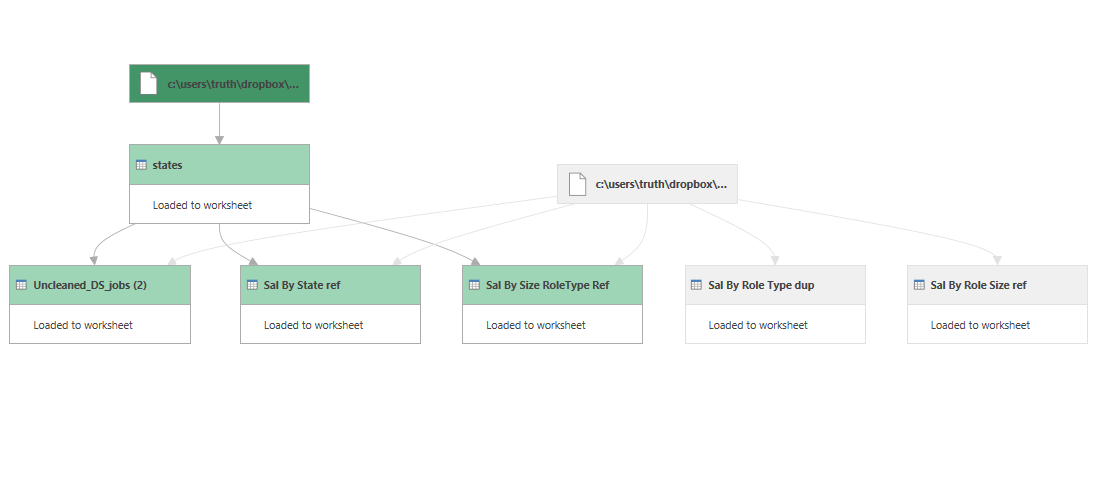 c:\users\truth\dropbox\...
states
Loaded to worksheet
c:\users\truth\dropbox\...
Uncleaned_DS_jobs (2)
Loaded to worksheet
Sal By State ref
Loaded to worksheet
Sal By Size RoleType Ref
Loaded to worksheet
Sal By Role Type dup
Loaded to worksheet
Sal By Role Size ref
Loaded to worksheet